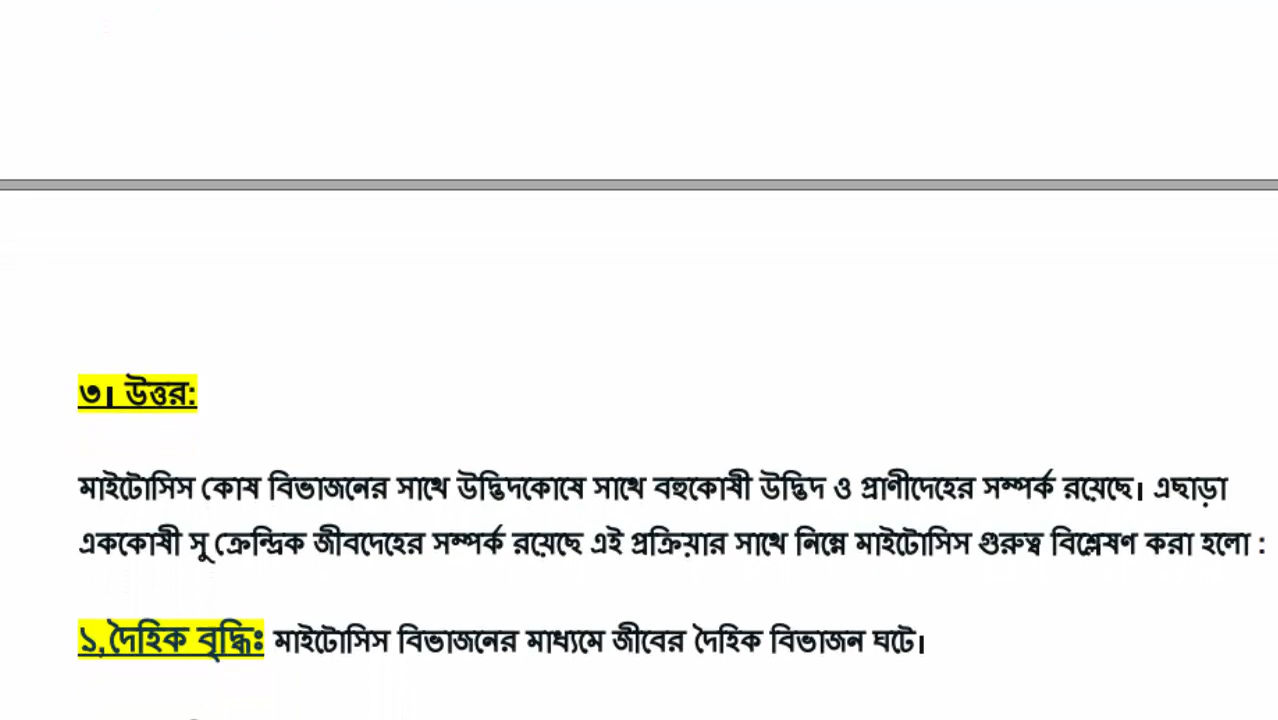 ৩। উত্তর:
মাইটোসিস কোষ বিভাজনের সাথে উদ্ভিদকোষে সাথে বহুকোষী উদ্ভিদ ও প্রাণীদেহের সম্পর্ক রয়েছে। এছাড়া
এককোষী সু ক্রেন্দ্রিক জীবদেহের সম্পর্ক রয়েছে এই প্রক্রিয়ার সাথে নিম্নে মাইটোসিস গুরুত্ব বিশ্লেষণ করা হলো :
১,দৈহিক বৃদ্ধিঃ মাইটোসিস বিভাজনের মাধ্যমে জীবের দৈহিক বিভাজন ঘটে।